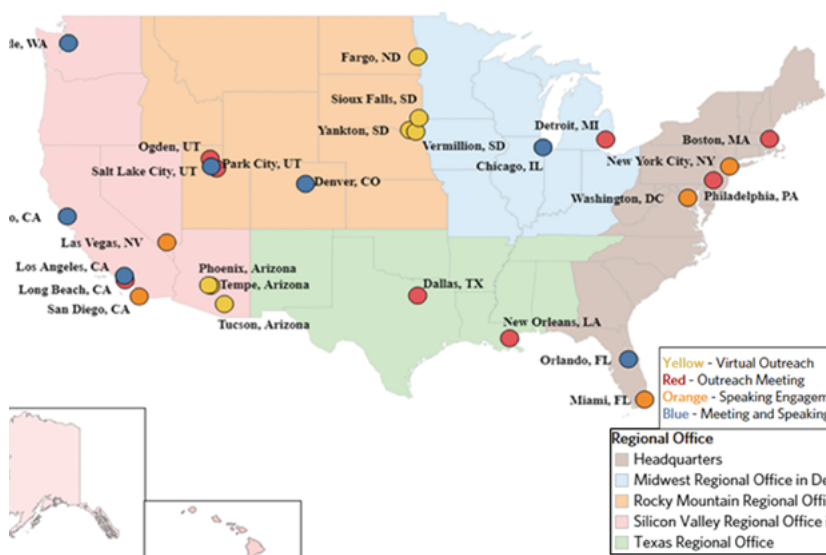 le, WA
Fargo, ND
Sioux Falls, SD
Yankton, SD
Vermillion, SD
Detroit, MI
Boston, MA
Ogden, UT
Park City, UT
Salt Lake City, UT
Chicago, IL
New York City, NY
Denver, CO
Washington, DC
Philadelphia, PA
o, CA
Las Vegas, NV
Los Angeles, CA
Phoenix, Arizona
Tempe, Arizona
Long Beach, CA
Dallas, TX
San Diego, CA
Tucson, Arizona
New Orleans, LA
Orlando, FL
Miami, FL
Yellow - Virtual Outreach
Red - Outreach Meeting
Orange - Speaking Engagem
Blue - Meeting and Speaking
Regional Office
Headquarters
Midwest Regional Office in De
Rocky Mountain Regional Offi
Silicon Valley Regional Office i
Texas Regional Office